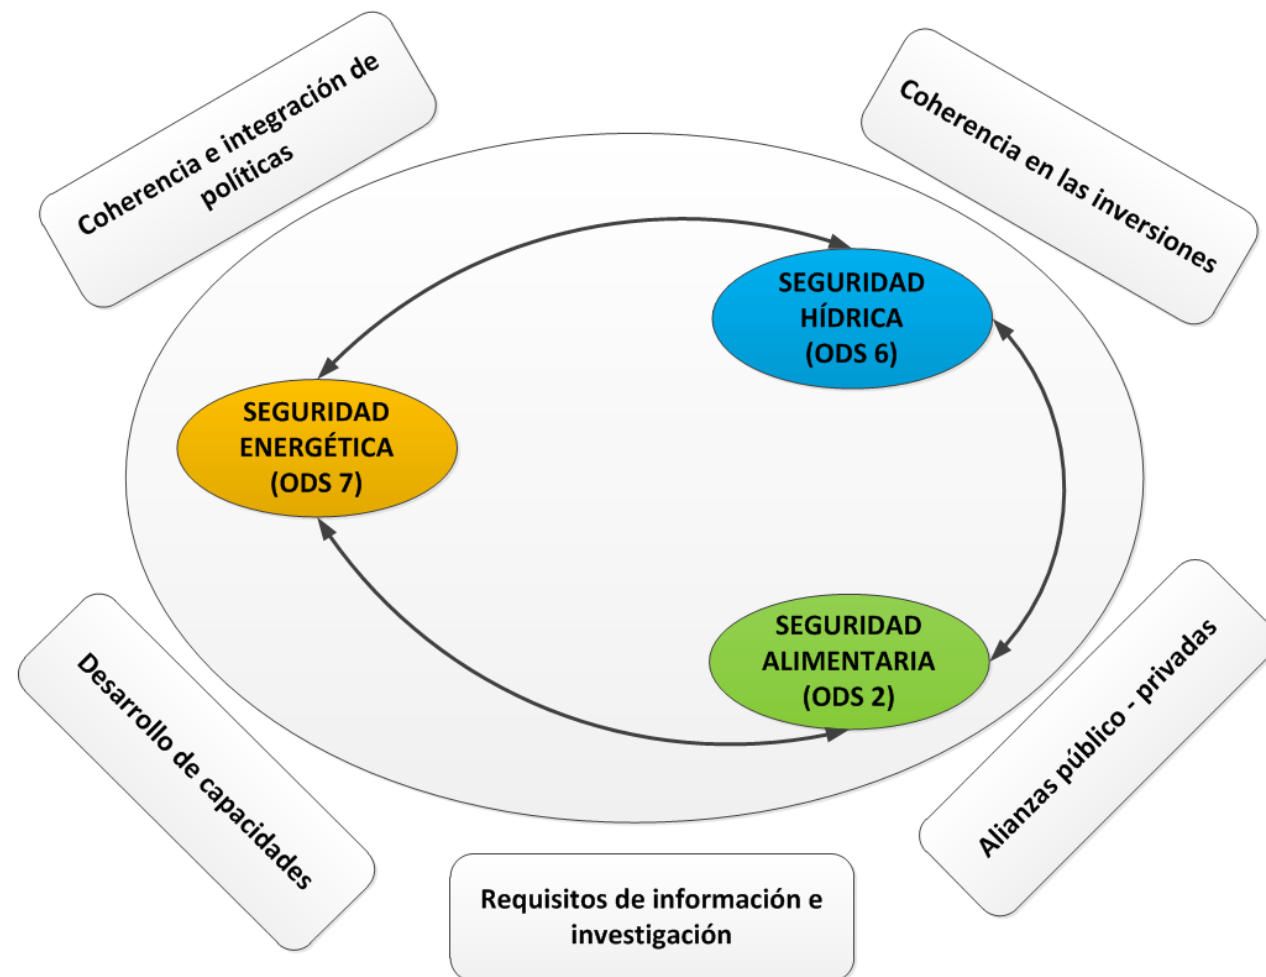 Coherencia e integración de
políticas
Coherencia en las inversiones
SEGURIDAD
HÍDRICA
(ODS 6)
SEGURIDAD
ENERGÉTICA
(ODS 7)
SEGURIDAD
ALIMENTARIA
(ODS 2)
Desarrollo de capacidades
Alianzas público - privadas
Requisitos de información e
investigación